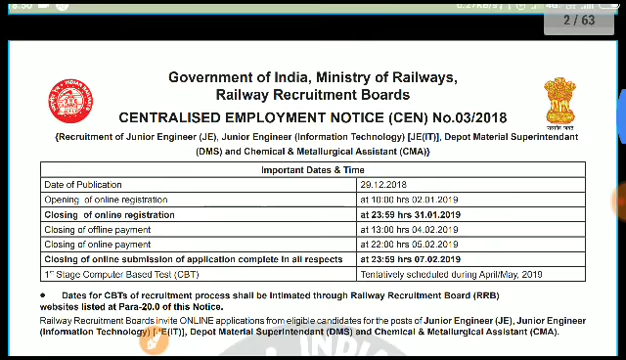 2 / 63
Government of India, Ministry of Railways,
Railway Recruitment Boards
CENTRALISED EMPLOYMENT NOTICE (CEN) No.03/2018
{Recruitment of Junior Engineer (JE), Junior Engineer (Information Technology) [JE(IT)], Depot Material Superintendent
(DMS) and Chemical & Metallurgical Assistant (CMA)}
Important Dates & Time
Date of Publication 29.12.2018
Opening of online registration at 10:00 hrs 02.01.2019
Closing of online registration at 23:59 hrs 31.01.2019
Closing of offline payment at 13:00 hrs 04.02.2019
Closing of online payment at 22:00 hrs 05.02.2019
Closing of online submission of application complete in all respects at 23:59 hrs 07.02.2019
1st Stage Computer Based Test (CBT) Tentatively scheduled during April/May, 2019
• Dates for CBTs of recruitment process shall be intimated through Railway Recruitment Board (RRB)
websites listed at Para-20.0 of this Notice.
Railway Recruitment Boards invite ONLINE applications from eligible candidates for the posts of Junior Engineer (JE), Junior Engineer
(Information Technology) E(IT)], Depot Material Superintendent (DMS) and Chemical & Metallurgical Assistant (CMA).